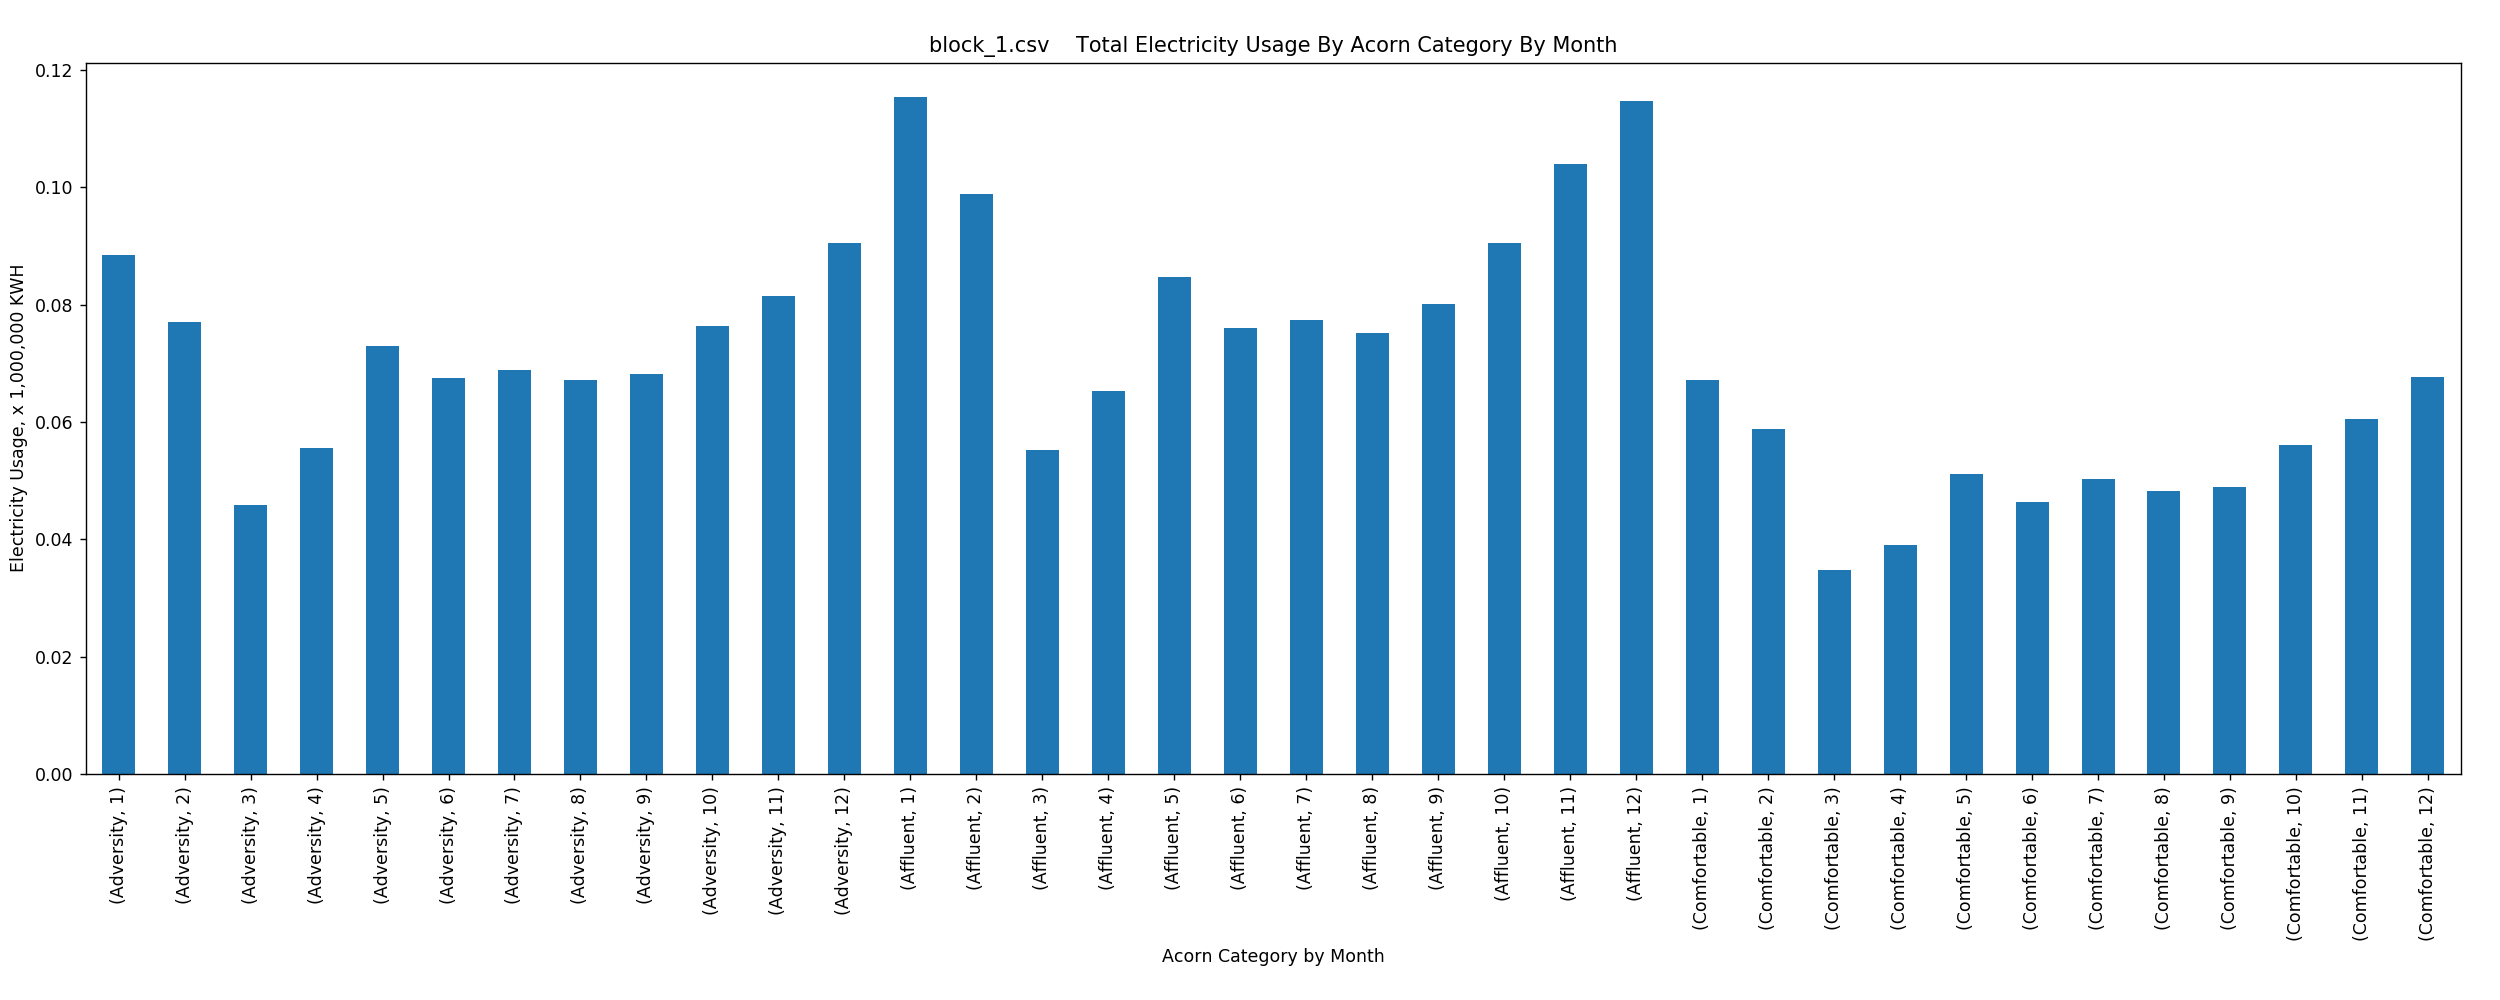 block_1.csv    Total Electricity Usage By Acorn Category By Month
Electricity Usage, x 1,000,000 KWH
0.12
0.10
0.08
0.06
0.04
0.02
0.00
(Adversity, 1)
(Adversity, 2)
(Adversity, 3)
(Adversity, 4)
(Adversity, 5)
(Adversity, 6)
(Adversity, 7)
(Adversity, 8)
(Adversity, 9)
(Adversity, 10)
(Adversity, 11)
(Adversity, 12)
(Affluent, 1)
(Affluent, 2)
(Affluent, 3)
(Affluent, 4)
(Affluent, 5)
(Affluent, 6)
(Affluent, 7)
(Affluent, 8)
(Affluent, 9)
(Affluent, 10)
(Affluent, 11)
(Affluent, 12)
(Comfortable, 1)
(Comfortable, 2)
(Comfortable, 3)
(Comfortable, 4)
(Comfortable, 5)
(Comfortable, 6)
(Comfortable, 7)
(Comfortable, 8)
(Comfortable, 9)
(Comfortable, 10)
(Comfortable, 11)
(Comfortable, 12)
Acorn Category by Month